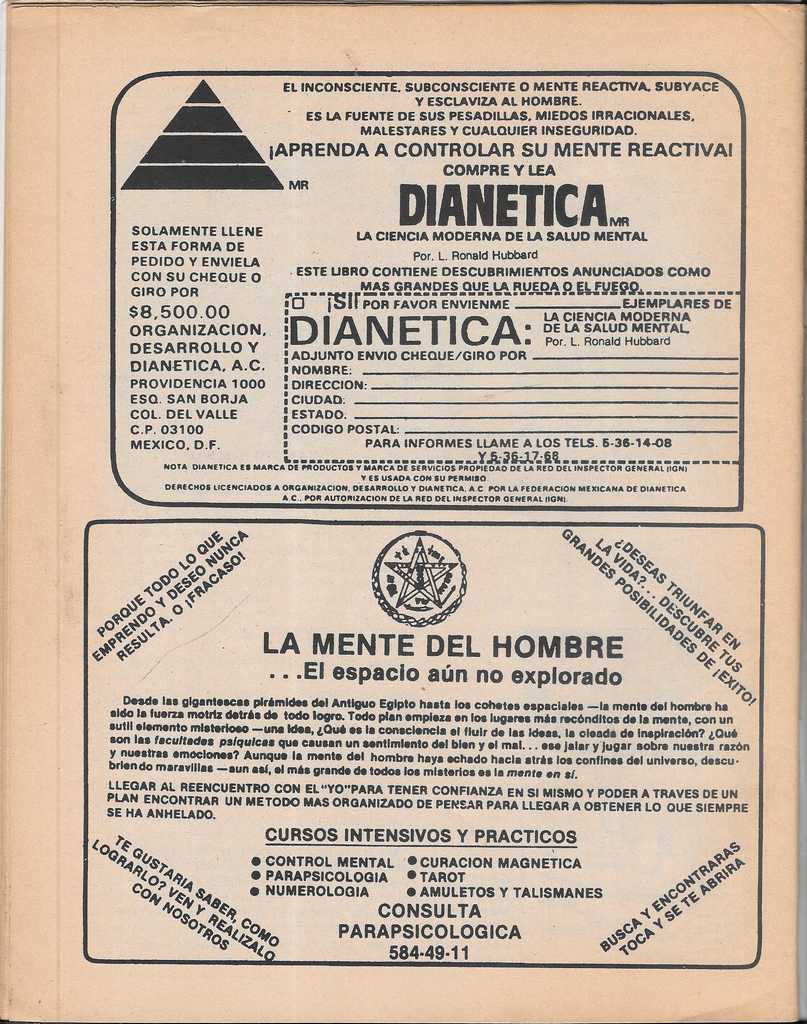 EL INCONSCIENTE, SUBCONSCIENTE O MENTE REACTIVA, SUBYACE
Y ESCLAVIZA AL HOMBRE.
ES LA FUENTE DE SUS PESADILLAS, MIEDOS IRRACIONALES,
MALESTARES Y CUALQUIER INSEGURIDAD.
¡APRENDA A CONTROLAR SU MENTE REACTIVA!
MR
COMPRE Y LEA
DIANETICA MR
LA CIENCIA MODERNA DE LA SALUD MENTAL
Por. L. Ronald Hubbard
ESTE LIBRO CONTIENE DESCUBRIMIENTOS ANUNCIADOS COMO
MAS GRANDES QUE LA RUEDA O EL FUEGO.
SOLAMENTE LLENE
ESTA FORMA DE
PEDIDO Y ENVIELA
CON SU CHEQUE O
GIRO POR
$8,500.00
ORGANIZACION,
DESARROLLO Y
DIANETICA, A.C.
PROVIDENCIA 1000
ESQ. SAN BORJA
COL. DEL VALLE
C.P. 03100
MEXICO, D.F.
¡SI! POR FAVOR ENVIENME ____ EJEMPLARES DE
DIANETICA: LA CIENCIA MODERNA
DE LA SALUD MENTAL
Por. L. Ronald Hubbard
ADJUNTO ENVIO CHEQUE/GIRO POR
NOMBRE:
DIRECCION:
CIUDAD:
ESTADO.
CODIGO POSTAL:
PARA INFORMES LLAME A LOS TELS. 5-36-14-08
Y 5-36-17-68
NOTA DIANETICA ES MARCA DE PRODUCTOS Y MARCA DE SERVICIOS PROPIEDAD DE LA RED DEL INSPECTOR GENERAL (IGN)
Y ES USADA CON SU PERMISO
DERECHOS LICENCIADOS A ORGANIZACION, DESARROLLO Y DIANETICA, A.C. POR LA FEDERACION MEXICANA DE DIANETICA
A.C., POR AUTORIZACION DE LA RED DEL INSPECTOR GENERAL (IGN).
PORQUE TODO LO QUE
EMPRENDO Y DESEO NUNCA
RESULTA. O ¡FRACASO!
¿DESEAS TRIUNFAR EN
LA VIDA?... DESCUBRE TUS
GRANDES POSIBILIDADES DE ¡EXITO!
LA MENTE DEL HOMBRE
...El espacio aún no explorado
Desde las gigantescas pirámides del Antiguo Egipto hasta los cohetes espaciales —la mente del hombre ha
sido la fuerza motriz detrás de todo logro. Todo plan empieza en los lugares más recónditos de la mente, con un
sutil elemento misterioso —una idea, ¿Qué es la consciencia el fluir de las ideas, la oleada de inspiración? ¿Qué
son las facultades psíquicas que causan un sentimiento del bien y el mal... ese jalar y jugar sobre nuestra razón
y nuestras emociones? Aunque la mente del hombre haya echado hacia atrás los confines del universo, descu-
briendo maravillas —aun así, el más grande de todos los misterios es la mente en sí.
LLEGAR AL REENCUENTRO CON EL "YO" PARA TENER CONFIANZA EN SI MISMO Y PODER A TRAVES DE UN
PLAN ENCONTRAR UN METODO MAS ORGANIZADO DE PENSAR PARA LLEGAR A OBTENER LO QUE SIEMPRE
SE HA ANHELADO.
CURSOS INTENSIVOS Y PRACTICOS
● CONTROL MENTAL ● CURACION MAGNETICA
● PARAPSICOLOGIA ● TAROT
● NUMEROLOGIA ● AMULETOS Y TALISMANES
CONSULTA
PARAPSICOLOGICA
584-49-11
TE GUSTARIA SABER, COMO
LOGRARLO? VEN Y REALIZALO
CON NOSOTROS
BUSCA Y ENCONTRARAS
TOCA Y SE TE ABRIRA